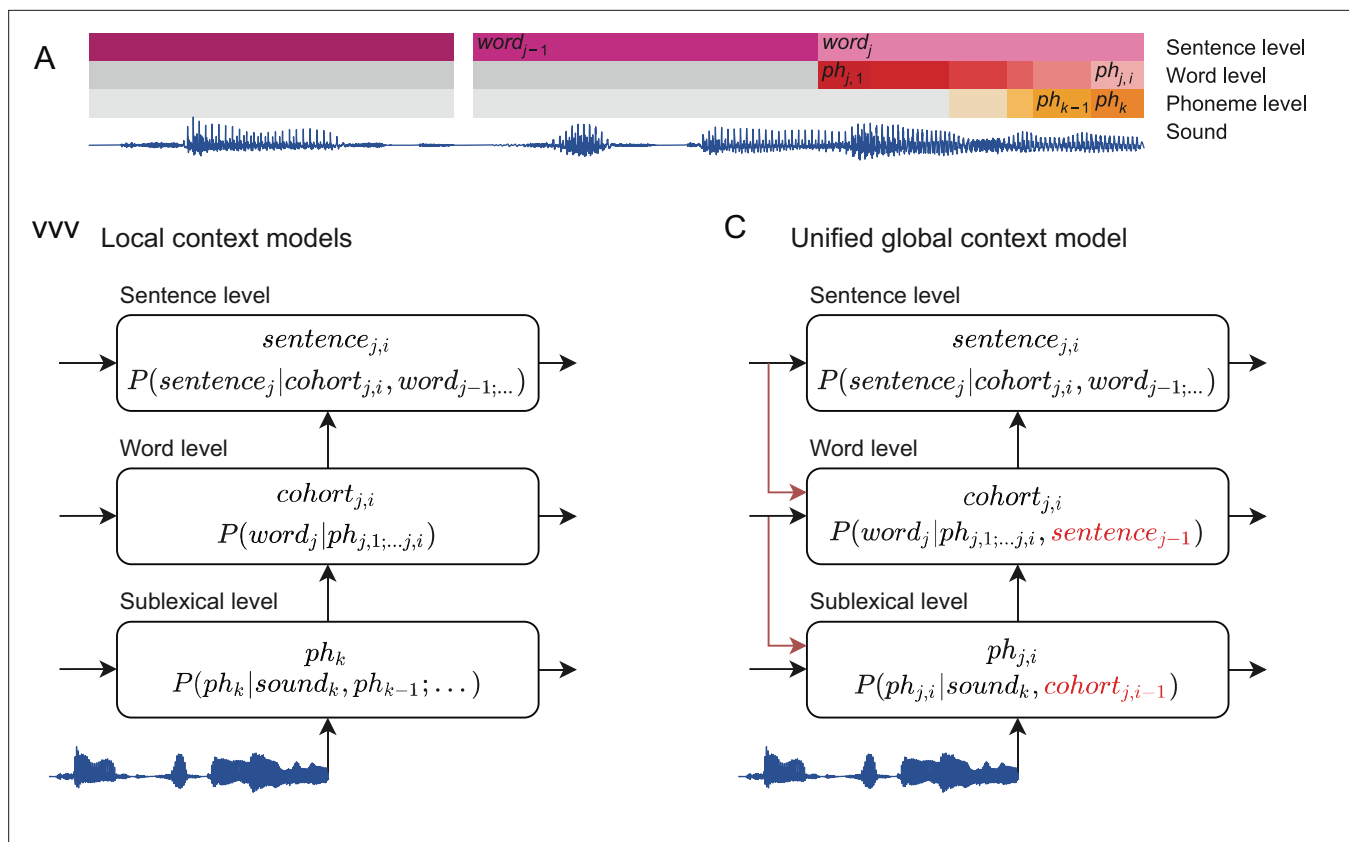 A
word_{j−1} word_j Sentence level
ph_{j,1} ph_{j,i} Word level
ph_{k−1} ph_k Phoneme level
Sound
vvv Local context models
Sentence level
sentence_{j,i}
P(sentence_j|cohort_{j,i}, word_{j−1;...})
Word level
cohort_{j,i}
P(word_j|ph_{j,1;...j,i})
Sublexical level
ph_k
P(ph_k|sound_k, ph_{k−1}; ...)
C Unified global context model
Sentence level
sentence_{j,i}
P(sentence_j|cohort_{j,i}, word_{j−1;...})
Word level
cohort_{j,i}
P(word_j|ph_{j,1;...j,i}, sentence_{j−1})
Sublexical level
ph_{j,i}
P(ph_{j,i}|sound_k, cohort_{j,i−1})